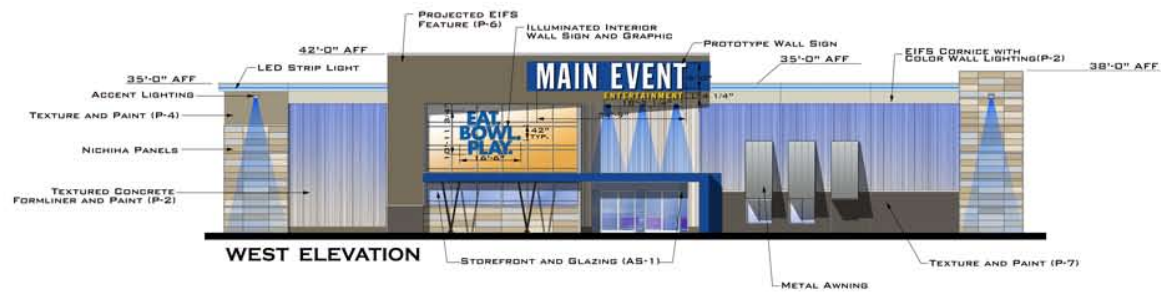 PROJECTED EIFS
FEATURE (P-6)
ILLUMINATED INTERIOR
WALL SIGN AND GRAPHIC
PROTOTYPE WALL SIGN
42'-0" AFF
35'-0" AFF
EIFS CORNICE WITH
COLOR WALL LIGHTING(P-2)
38'-0" AFF
LED STRIP LIGHT
35'-0" AFF
MAIN EVENT
ENTERTAINMENT
ACCENT LIGHTING
TEXTURE AND PAINT (P-4)
EAT.
BOWL.
PLAY.
42"
TYP.
16'-6"
NICHIHA PANELS
TEXTURED CONCRETE
FORMLINER AND PAINT (P-2)
WEST ELEVATION
STOREFRONT AND GLAZING (AS-1)
TEXTURE AND PAINT (P-7)
METAL AWNING